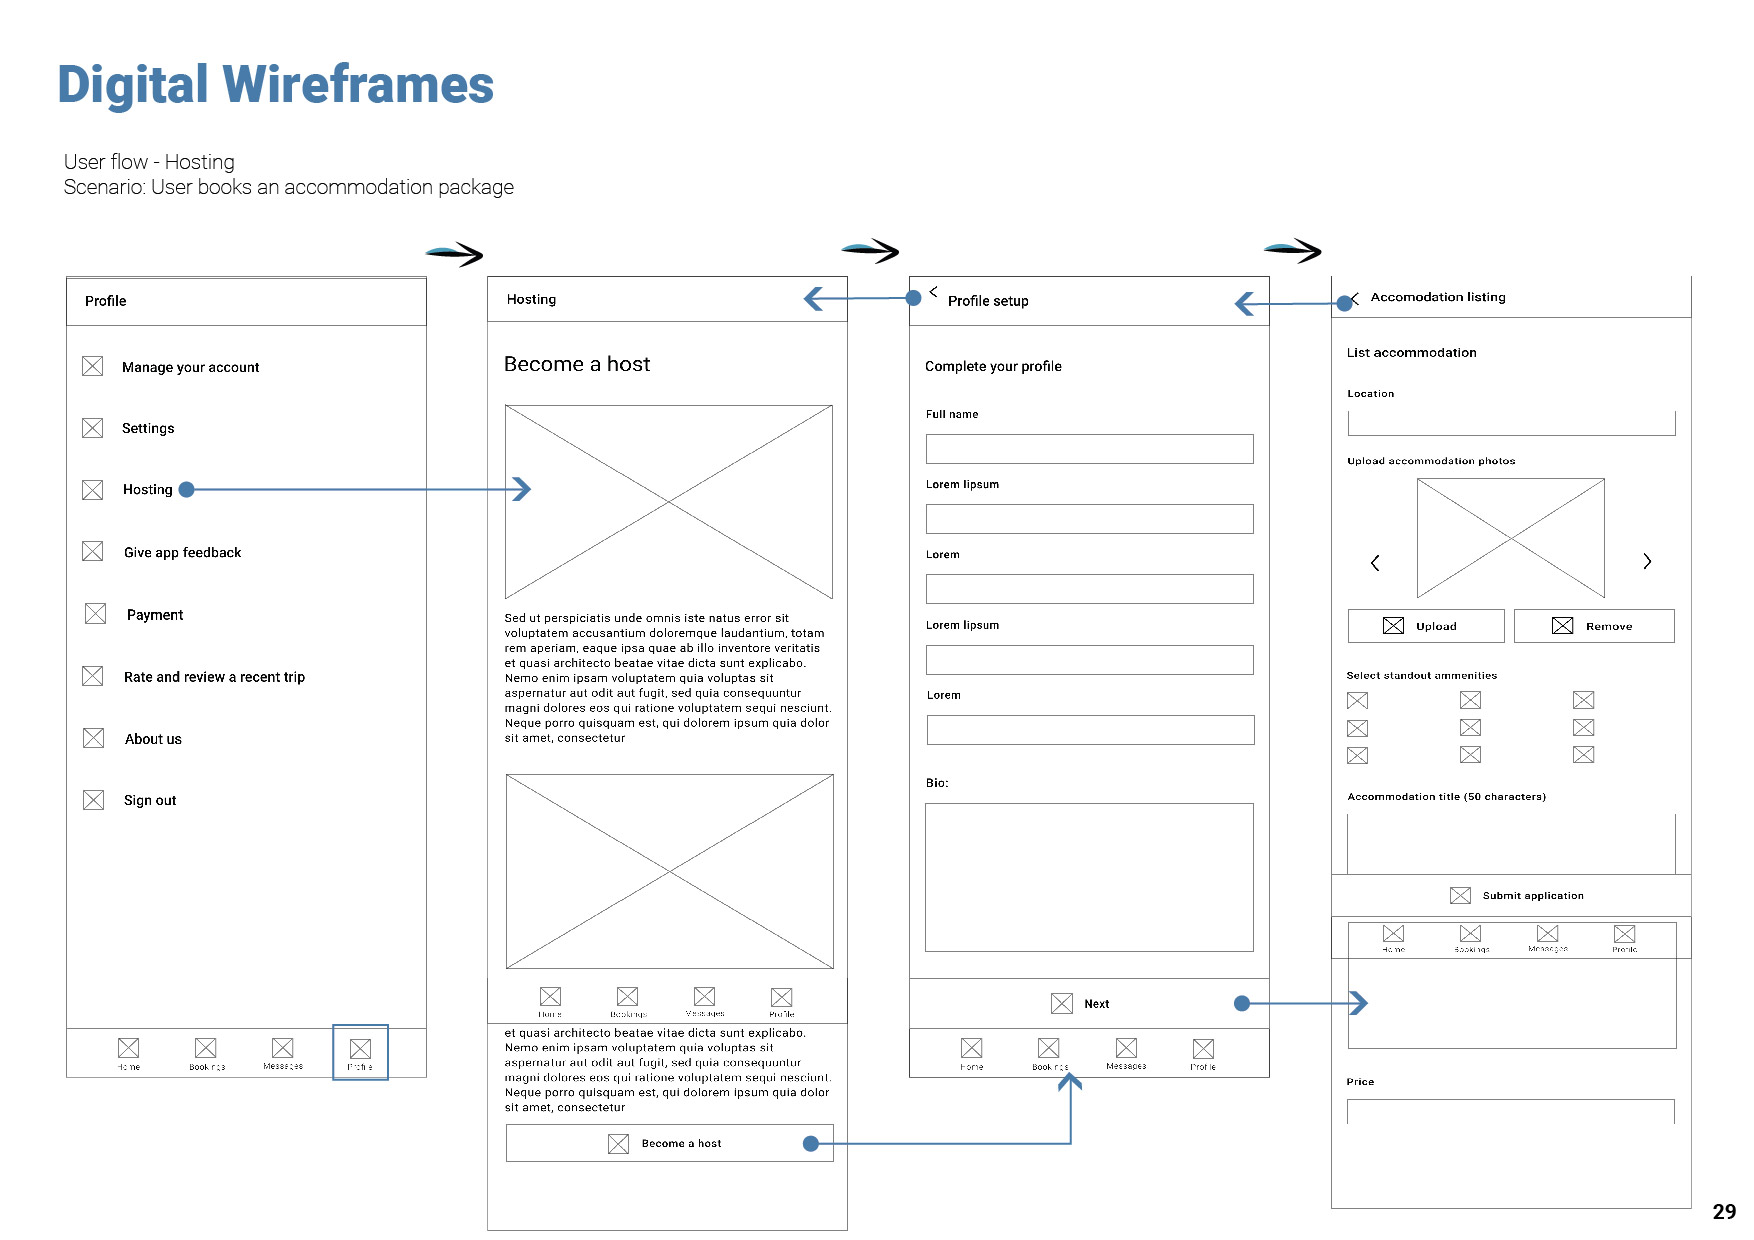 Digital Wireframes
User flow - Hosting
Scenario: User books an accommodation package
Profile
Manage your account
Settings
Hosting
Give app feedback
Payment
Rate and review a recent trip
About us
Sign out
Home
Bookings
Messages
Profile
Hosting
Become a host
Sed ut perspiciatis unde omnis iste natus error sit
voluptatem accusantium doloremque laudantium, totam
rem aperiam, eaque ipsa quae ab illo inventore veritatis
et quasi architecto beatae vitae dicta sunt explicabo.
Nemo enim ipsam voluptatem quia voluptas sit
aspernatur aut odit aut fugit, sed quia consequuntur
magni dolores eos qui ratione voluptatem sequi nesciunt.
Neque porro quisquam est, qui dolorem ipsum quia dolor
sit amet, consectetur
Home
Bookings
Messages
Profile
et quasi architecto beatae vitae dicta sunt explicabo.
Nemo enim ipsam voluptatem quia voluptas sit
aspernatur aut odit aut fugit, sed quia consequuntur
magni dolores eos qui ratione voluptatem sequi nesciunt.
Neque porro quisquam est, qui dolorem ipsum quia dolor
sit amet, consectetur
Become a host
Profile setup
Complete your profile
Full name
Lorem lipsum
Lorem
Lorem lipsum
Lorem
Bio:
Next
Home
Bookings
Messages
Profile
Accomodation listing
List accommodation
Location
Upload accommodation photos
Upload
Remove
Select standout ammenities
Accommodation title (50 characters)
Submit application
Home
Bookings
Messages
Profile
Price
29